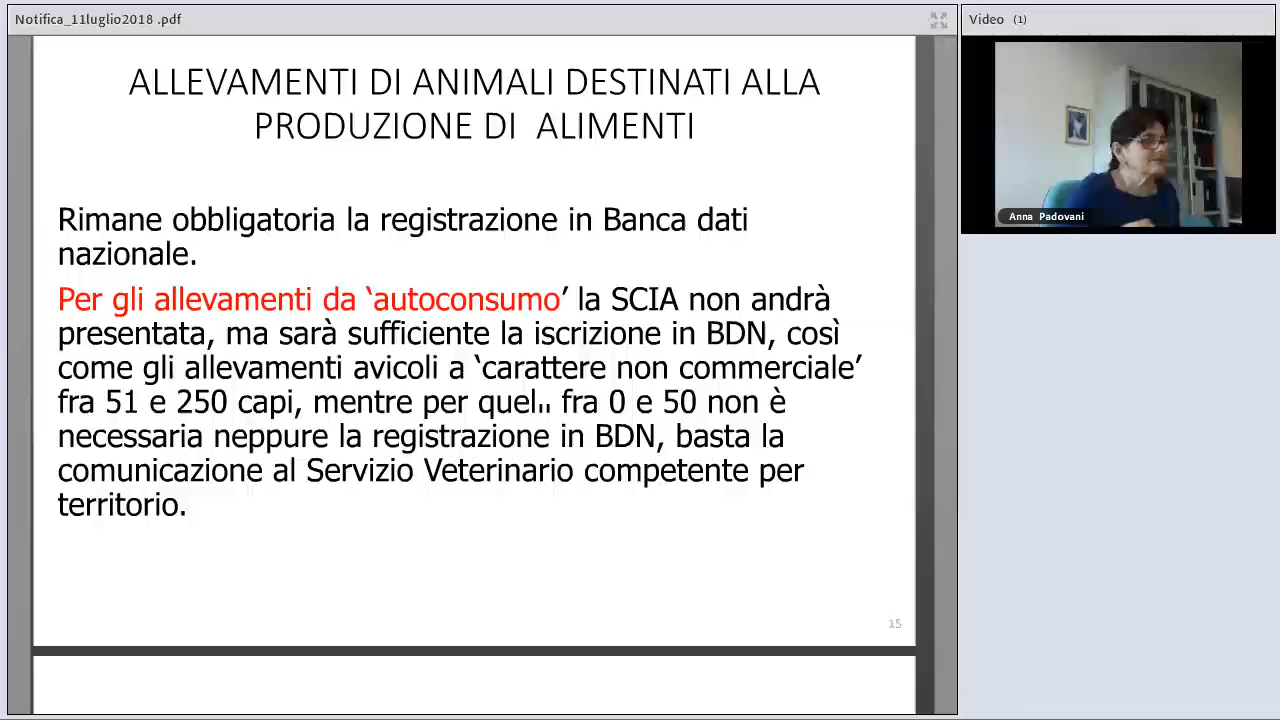 Notifica_11luglio2018 .pdf
Video (1)
ALLEVAMENTI DI ANIMALI DESTINATI ALLA
PRODUZIONE DI ALIMENTI
Anna Padovani
Rimane obbligatoria la registrazione in Banca dati
nazionale.
Per gli allevamenti da ‘autoconsumo’ la SCIA non andrà
presentata, ma sarà sufficiente la iscrizione in BDN, così
come gli allevamenti avicoli a ‘carattere non commerciale’
fra 51 e 250 capi, mentre per fra 0 e 50 non è
necessaria neppure la registrazione in BDN, basta la
comunicazione al Servizio Veterinario competente per
territorio.
15